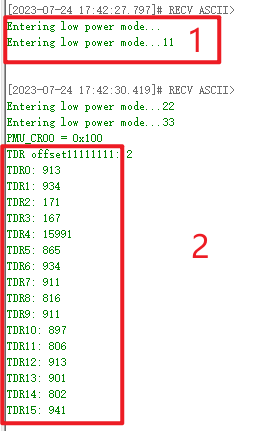 [2023-07-24 17:42:27.797]# RECV ASCII>
Entering low power mode...
Entering low power mode...11
1
[2023-07-24 17:42:30.419]# RECV ASCII>
Entering low power mode...22
Entering low power mode...33
PMU_CR00 = 0x100
TDR offset11111111: 2
TDR0: 913
TDR1: 934
TDR2: 171
TDR3: 167
TDR4: 15991
TDR5: 865
TDR6: 934
TDR7: 911
TDR8: 816
TDR9: 911
TDR10: 897
TDR11: 806
TDR12: 913
TDR13: 901
TDR14: 802
TDR15: 941
2